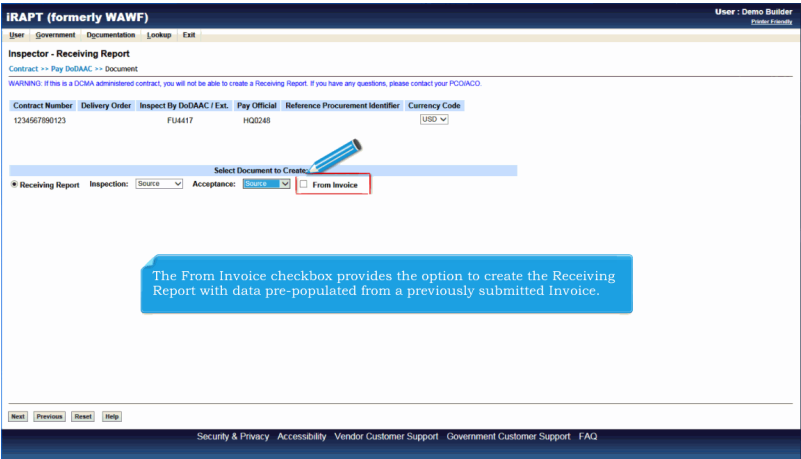 iRAPT (formerly WAWF)
User : Demo Builder
Printer Friendly
User Government Documentation Lookup Exit
Inspector - Receiving Report
Contract >> Pay DoDAAC >> Document
WARNING: If this is a DCMA administered contract, you will not be able to create a Receiving Report. If you have any questions, please contact your PCO/ACO.
Contract Number Delivery Order Inspect By DoDAAC / Ext. Pay Official Reference Procurement Identifier Currency Code
1234567890123 FU4417 HQ0248 USD
Select Document to Create:
Receiving Report Inspection: Source Acceptance: Source From Invoice
The From Invoice checkbox provides the option to create the Receiving
Report with data pre-populated from a previously submitted Invoice.
Next Previous Reset Help
Security & Privacy Accessibility Vendor Customer Support Government Customer Support FAQ